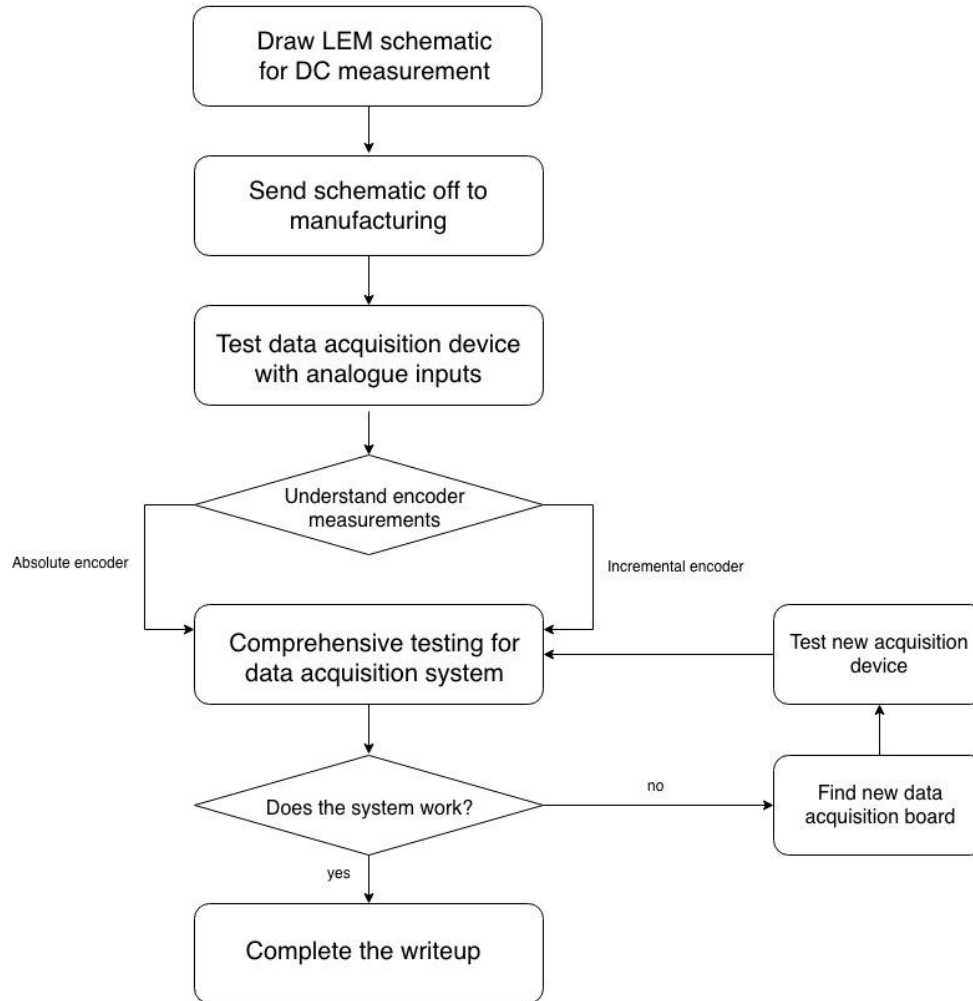 Draw LEM schematic
for DC measurement
Send schematic off to
manufacturing
Test data acquisition device
with analogue inputs
Understand encoder
measurements
Absolute encoder
Incremental encoder
Comprehensive testing for
data acquisition system
Test new acquisition
device
Does the system work?
no
Find new data
acquisition board
yes
Complete the writeup